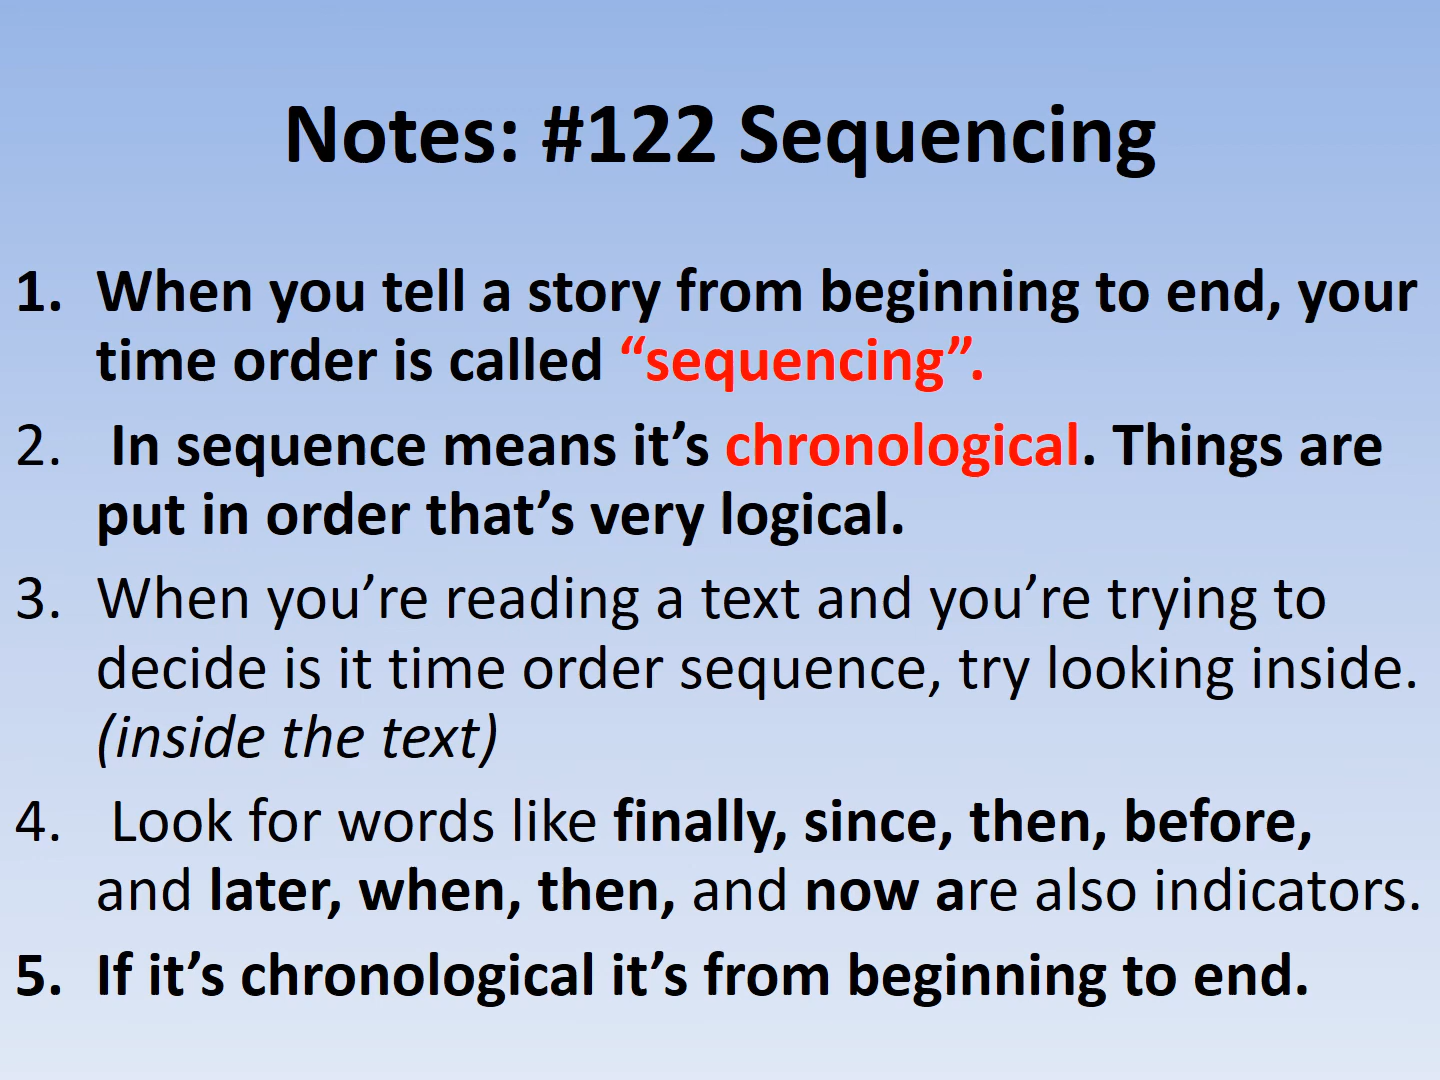 Notes: #122 Sequencing
1. When you tell a story from beginning to end, your
time order is called “sequencing”.
2. In sequence means it’s chronological. Things are
put in order that’s very logical.
3. When you’re reading a text and you’re trying to
decide is it time order sequence, try looking inside.
(inside the text)
4. Look for words like finally, since, then, before,
and later, when, then, and now are also indicators.
5. If it’s chronological it’s from beginning to end.